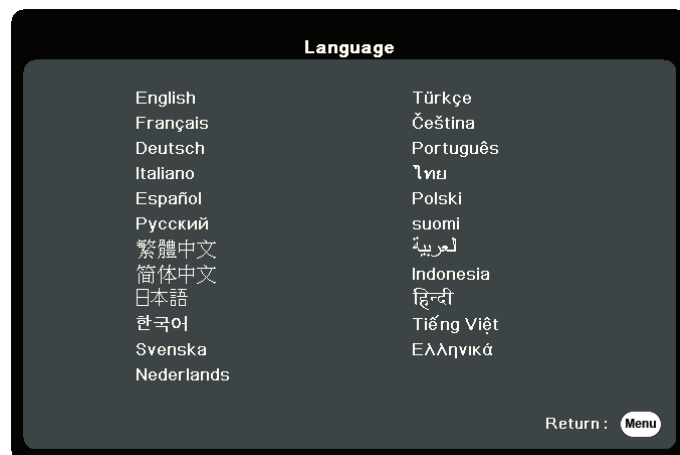 Language
English
Français
Deutsch
Italiano
Español
Русский
繁體中文
简体中文
日本語
한국어
Svenska
Nederlands
Türkçe
Čeština
Português
ไทย
Polski
suomi
العربية
Indonesia
हिन्दी
Tiếng Việt
Ελληνικά
Return : Menu